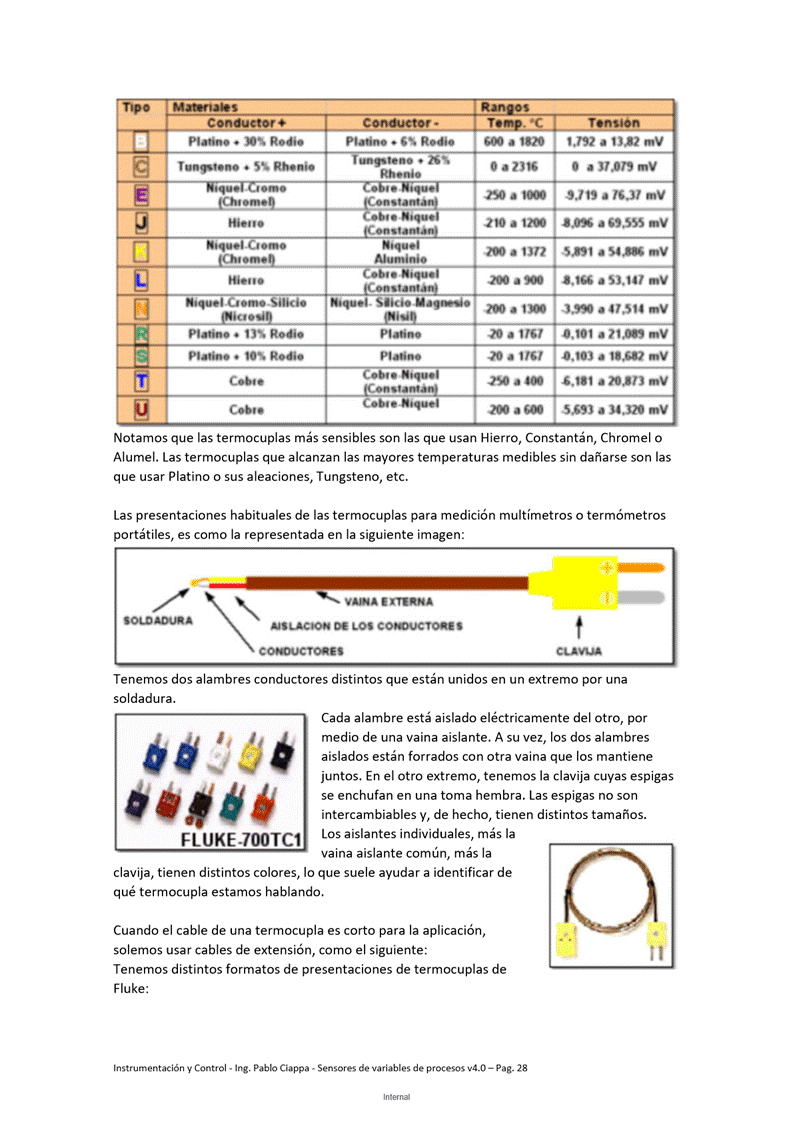 Tipo Materiales Rangos
Conductor + Conductor - Temp. °C Tensión
B Platino + 30% Rodio Platino + 6% Rodio 600 a 1820 1,792 a 13,82 mV
C Tungsteno + 5% Rhenio Tungsteno + 26% Rhenio 0 a 2316 0 a 37,079 mV
E Níquel-Cromo (Chromel) Cobre-Níquel (Constantán) -250 a 1000 -9,719 a 76,37 mV
J Hierro Cobre-Níquel (Constantán) -210 a 1200 -8,096 a 69,555 mV
K Níquel-Cromo (Chromel) Níquel Aluminio -200 a 1372 -5,891 a 54,886 mV
L Hierro Cobre-Níquel (Constantán) -200 a 900 -8,166 a 53,147 mV
N Níquel-Cromo-Silicio (Nicrosil) Níquel- Silicio-Magnesio (Nisil) -200 a 1300 -3,990 a 47,514 mV
R Platino + 13% Rodio Platino -20 a 1767 -0,101 a 21,089 mV
S Platino + 10% Rodio Platino -20 a 1767 -0,103 a 18,682 mV
T Cobre Cobre-Níquel (Constantán) -250 a 400 -6,181 a 20,873 mV
U Cobre Cobre-Níquel -200 a 600 -5,693 a 34,320 mV
Notamos que las termocuplas más sensibles son las que usan Hierro, Constantán, Chromel o
Alumel. Las termocuplas que alcanzan las mayores temperaturas medibles sin dañarse son las
que usar Platino o sus aleaciones, Tungsteno, etc.
Las presentaciones habituales de las termocuplas para medición multímetros o termómetros
portátiles, es como la representada en la siguiente imagen:
+
SOLDADURA
VAINA EXTERNA
AISLACION DE LOS CONDUCTORES
CONDUCTORES
CLAVIJA
Tenemos dos alambres conductores distintos que están unidos en un extremo por una
soldadura.
Cada alambre está aislado eléctricamente del otro, por
medio de una vaina aislante. A su vez, los dos alambres
aislados están forrados con otra vaina que los mantiene
juntos. En el otro extremo, tenemos la clavija cuyas espigas
se enchufan en una toma hembra. Las espigas no son
intercambiables y, de hecho, tienen distintos tamaños.
FLUKE-700TC1
Los aislantes individuales, más la
vaina aislante común, más la
clavija, tienen distintos colores, lo que suele ayudar a identificar de
qué termocupla estamos hablando.
Cuando el cable de una termocupla es corto para la aplicación,
solemos usar cables de extensión, como el siguiente:
Tenemos distintos formatos de presentaciones de termocuplas de
Fluke:
Instrumentación y Control - Ing. Pablo Ciappa - Sensores de variables de procesos v4.0 – Pag. 28
Internal